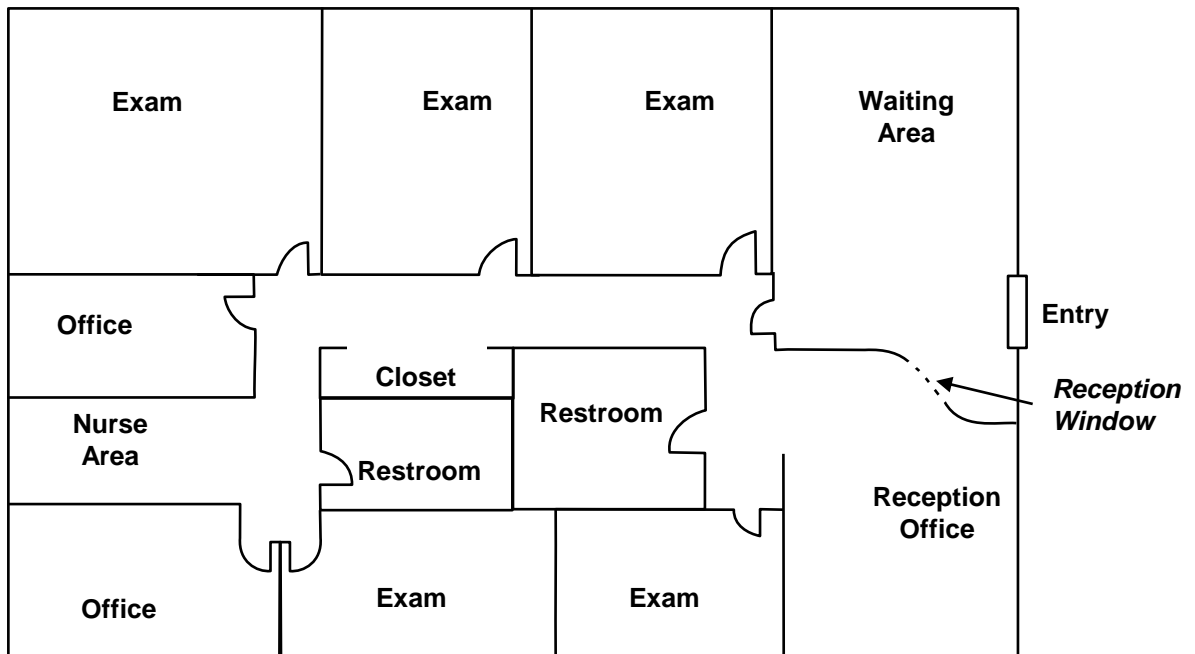 Exam
Exam
Exam
Waiting
Area
Office
Entry
Closet
Reception
Window
Nurse
Area
Restroom
Restroom
Reception
Office
Office
Exam
Exam